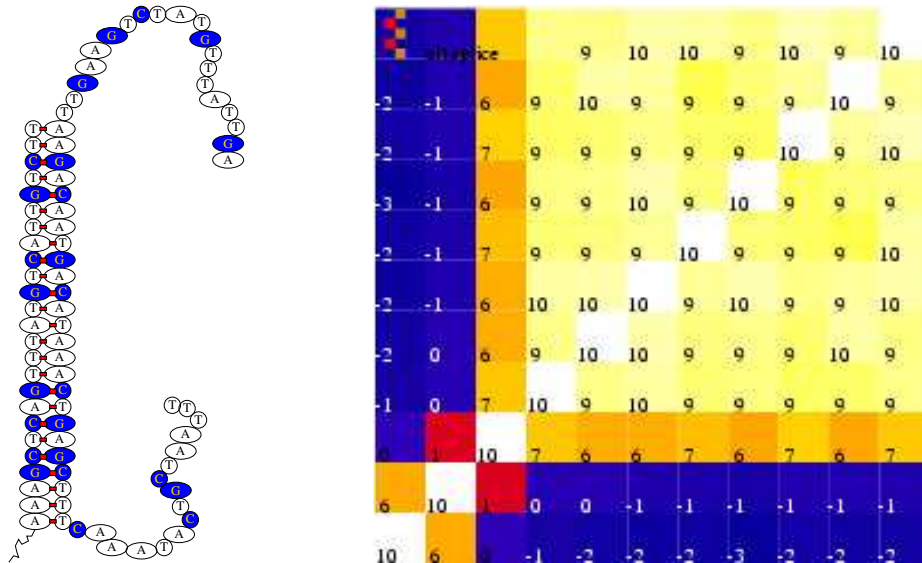 T T G A A G T C T A T G T T T A T T G A
T A
T A
C G
T A
G C
T A
T A
A T
C G
T A
G C
T A
A T
T A
T A
T A
G C
A T
C G
T A
C G
G C
A T
A T
A T
C A A A T A C T G C T A A T T T
9 10 10 9 10 9 10
-2 -1 6 9 10 9 9 9 9 10 9
-2 -1 7 9 9 9 9 9 10 9 10
-3 -1 6 9 9 10 9 10 9 9 9
-2 -1 7 9 9 9 10 9 9 9 10
-2 -1 6 10 10 10 9 10 9 9 9
-2 0 6 9 10 10 9 9 9 10 9
-1 0 7 10 9 10 9 9 9 9 9
0 1 10 7 6 6 7 6 7 6 7
6 10 1 0 0 -1 -1 -1 -1 -1 -1
10 6 -1 -2 -2 -2 -3 -2 -2 -2